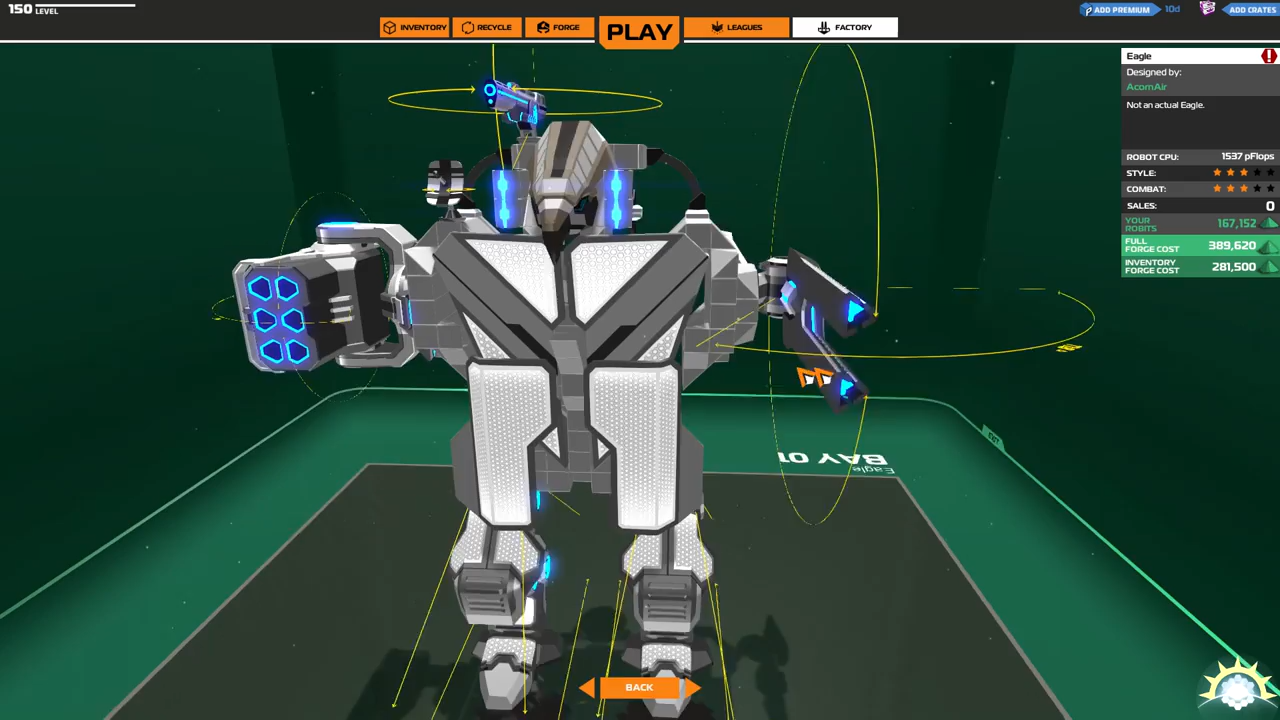 150 LEVEL
ADD PREMIUM 10d ADD CRATES
INVENTORY RECYCLE FORGE PLAY LEAGUES FACTORY
Eagle
Designed by:
AcornAir
Not an actual Eagle.
ROBOT CPU: 1537 pFlops
STYLE:
COMBAT:
SALES: 0
YOUR ROBITS 167,152
FULL FORGE COST 389,620
INVENTORY FORGE COST 281,500
Eagle
BAY 01
BACK